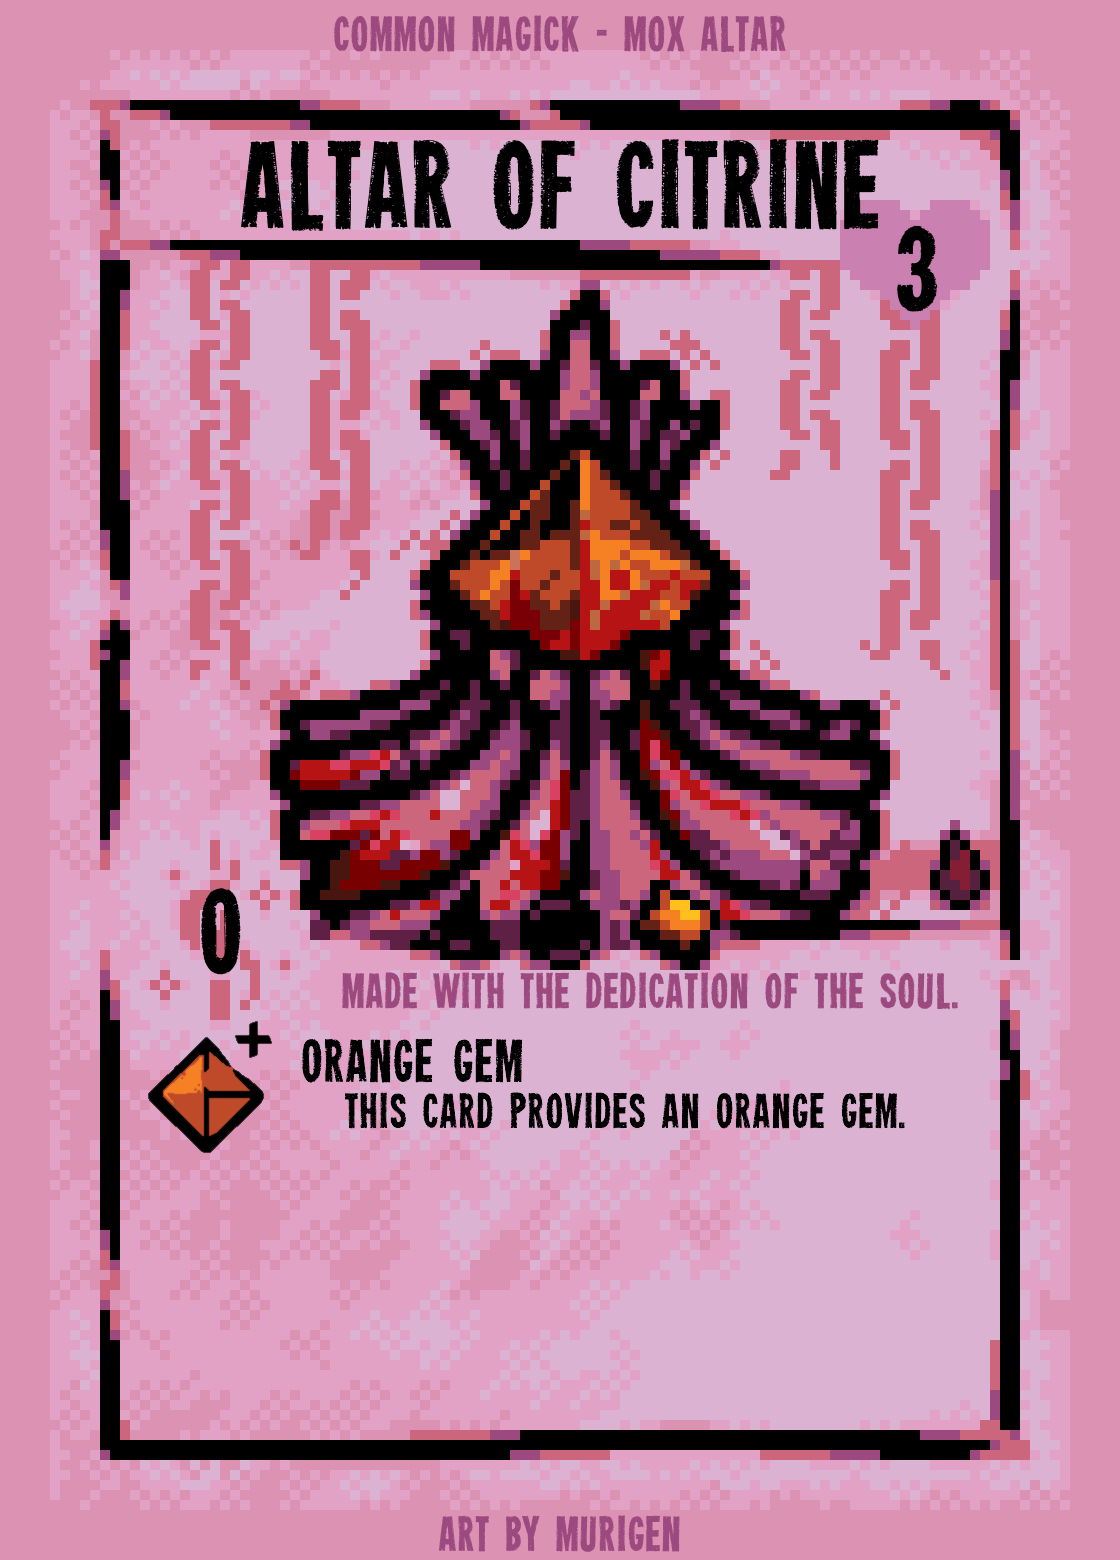 COMMON MAGICK - MOX ALTAR
ALTAR OF CITRINE
3
0
MADE WITH THE DEDICATION OF THE SOUL.
+
ORANGE GEM
THIS CARD PROVIDES AN ORANGE GEM.
ART BY MURIGEN